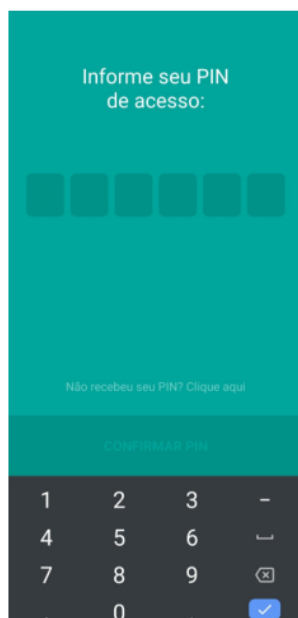 Informe seu PIN
de acesso:
Não recebeu seu PIN? Clique aqui
CONFIRMAR PIN
1 2 3 -
4 5 6
7 8 9
0